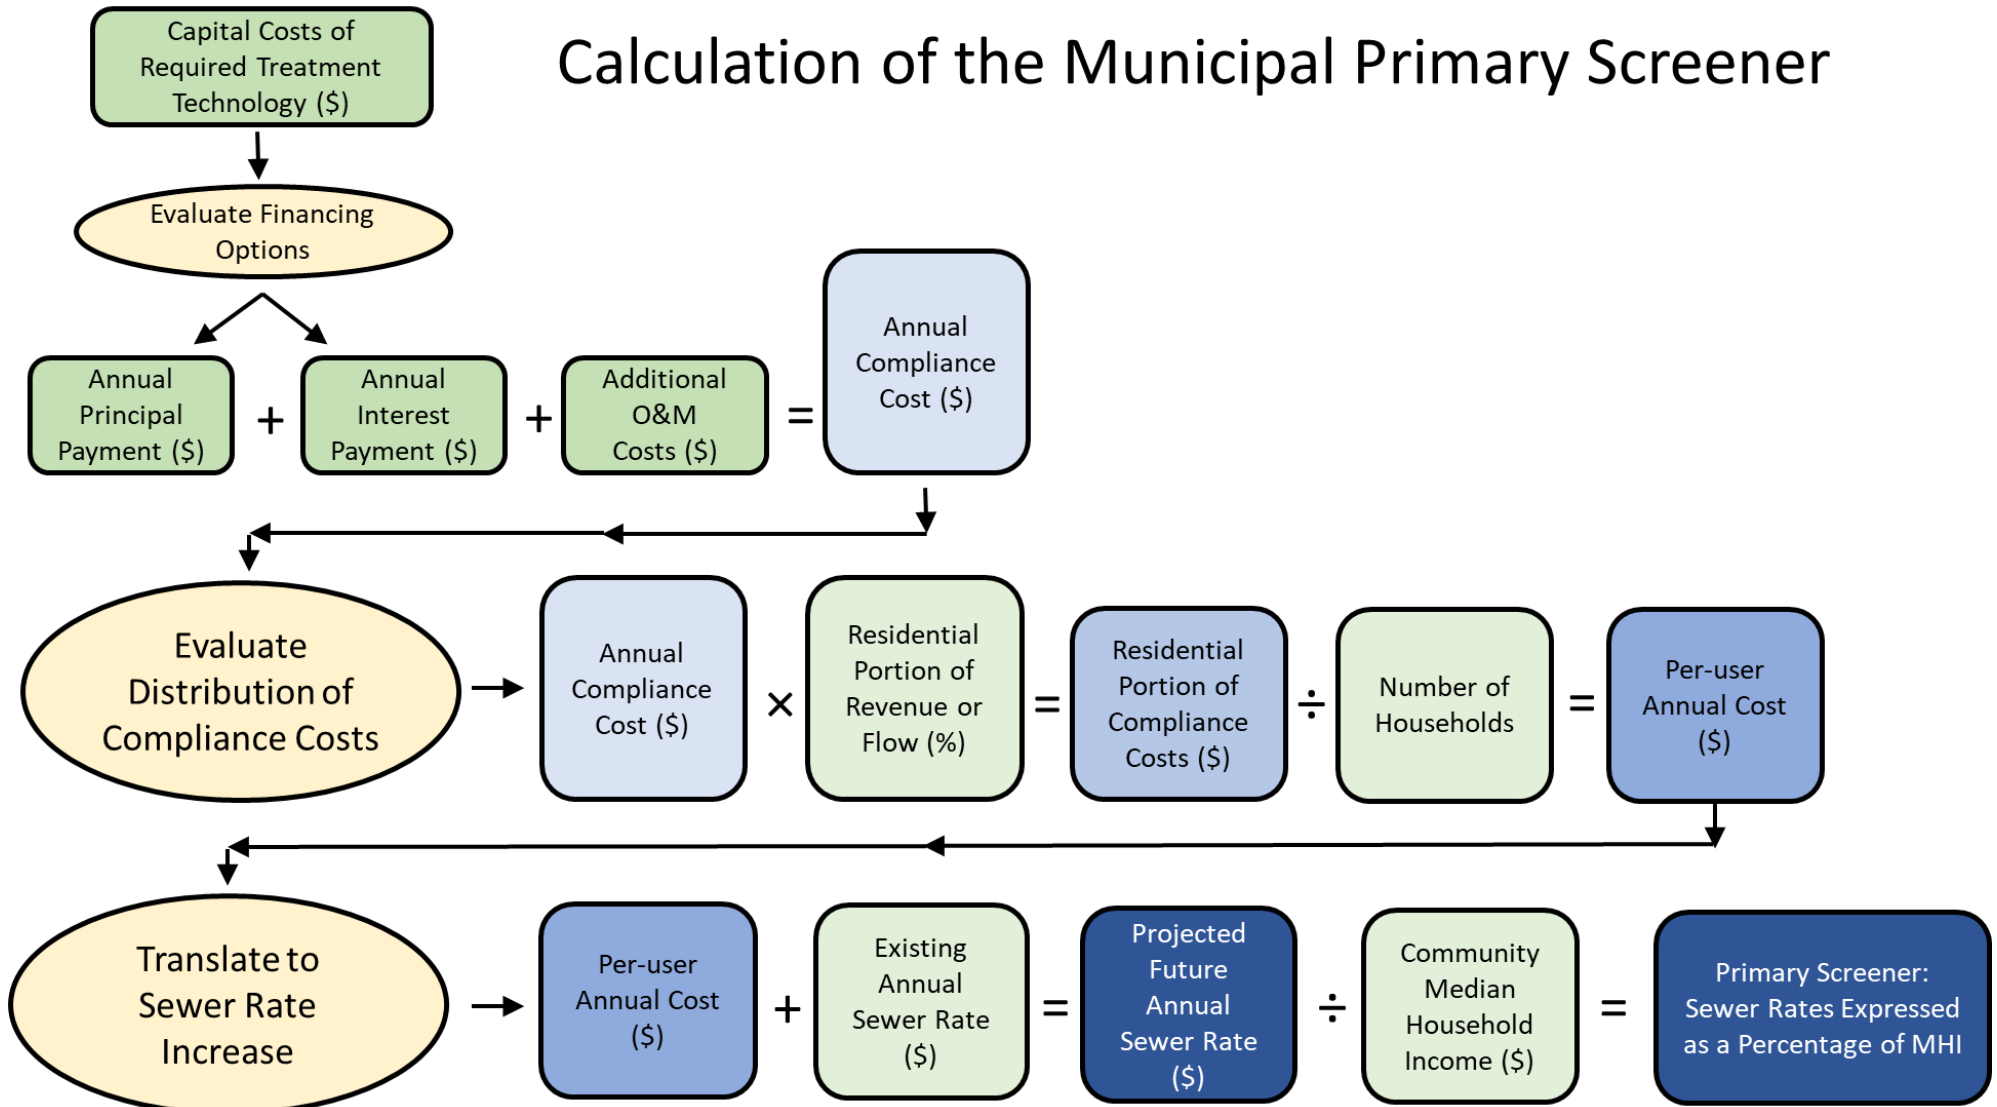 Calculation of the Municipal Primary Screener
Capital Costs of
Required Treatment
Technology ($)
Evaluate Financing
Options
Annual
Principal
Payment ($)
+
Annual
Interest
Payment ($)
+
Additional
O&M
Costs ($)
=
Annual
Compliance
Cost ($)
Evaluate
Distribution of
Compliance Costs
Annual
Compliance
Cost ($)
×
Residential
Portion of
Revenue or
Flow (%)
=
Residential
Portion of
Compliance
Costs ($)
÷
Number of
Households
=
Per-user
Annual Cost
($)
Translate to
Sewer Rate
Increase
Per-user
Annual Cost
($)
+
Existing
Annual
Sewer Rate
($)
=
Projected
Future
Annual
Sewer Rate
($)
÷
Community
Median
Household
Income ($)
=
Primary Screener:
Sewer Rates Expressed
as a Percentage of MHI